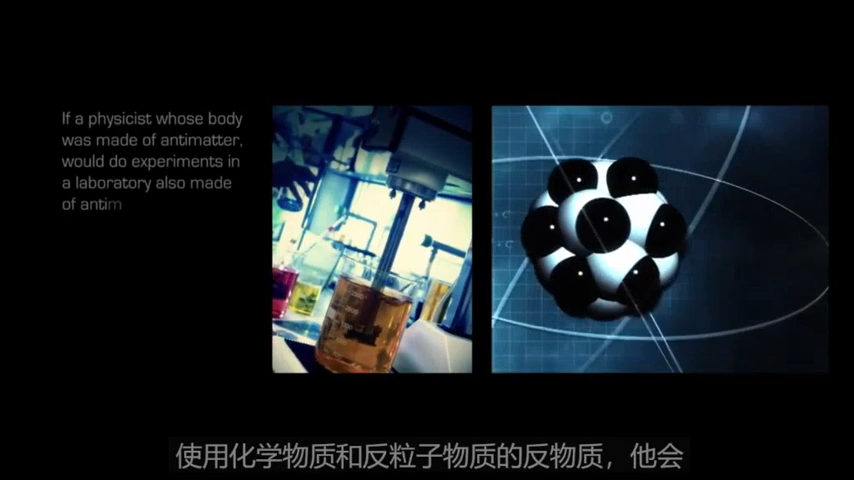 If a physicist whose body
was made of antimatter,
would do experiments in
a laboratory also made
of antim
使用化学物质和反粒子物质的反物质，他会